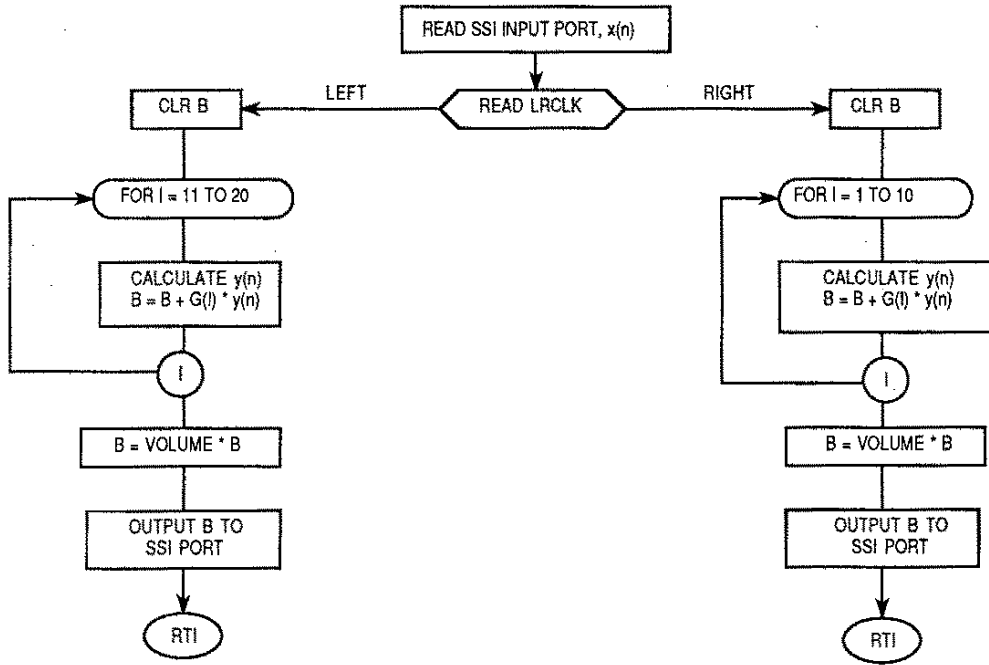 READ SSI INPUT PORT, x(n)
LEFT
READ LRCLK
RIGHT
CLR B
CLR B
FOR I = 11 TO 20
FOR I = 1 TO 10
CALCULATE y(n)
B = B + G(I) * y(n)
CALCULATE y(n)
B = B + G(I) * y(n)
I
I
B = VOLUME * B
B = VOLUME * B
OUTPUT B TO
SSI PORT
OUTPUT B TO
SSI PORT
RTI
RTI